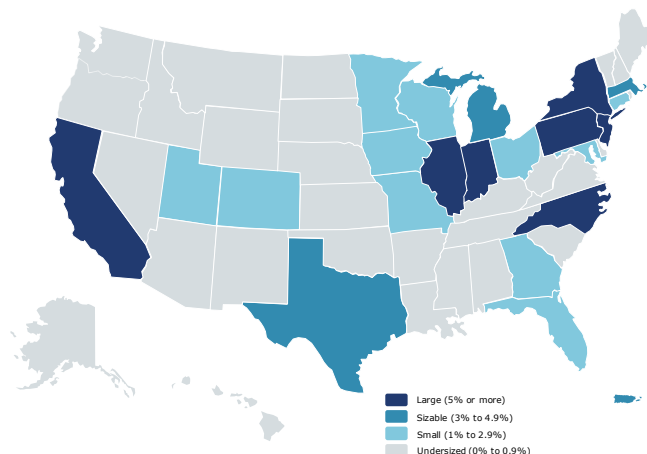 Large (5% or more)
Sizable (3% to 4.9%)
Small (1% to 2.9%)
Undersized (0% to 0.9%)